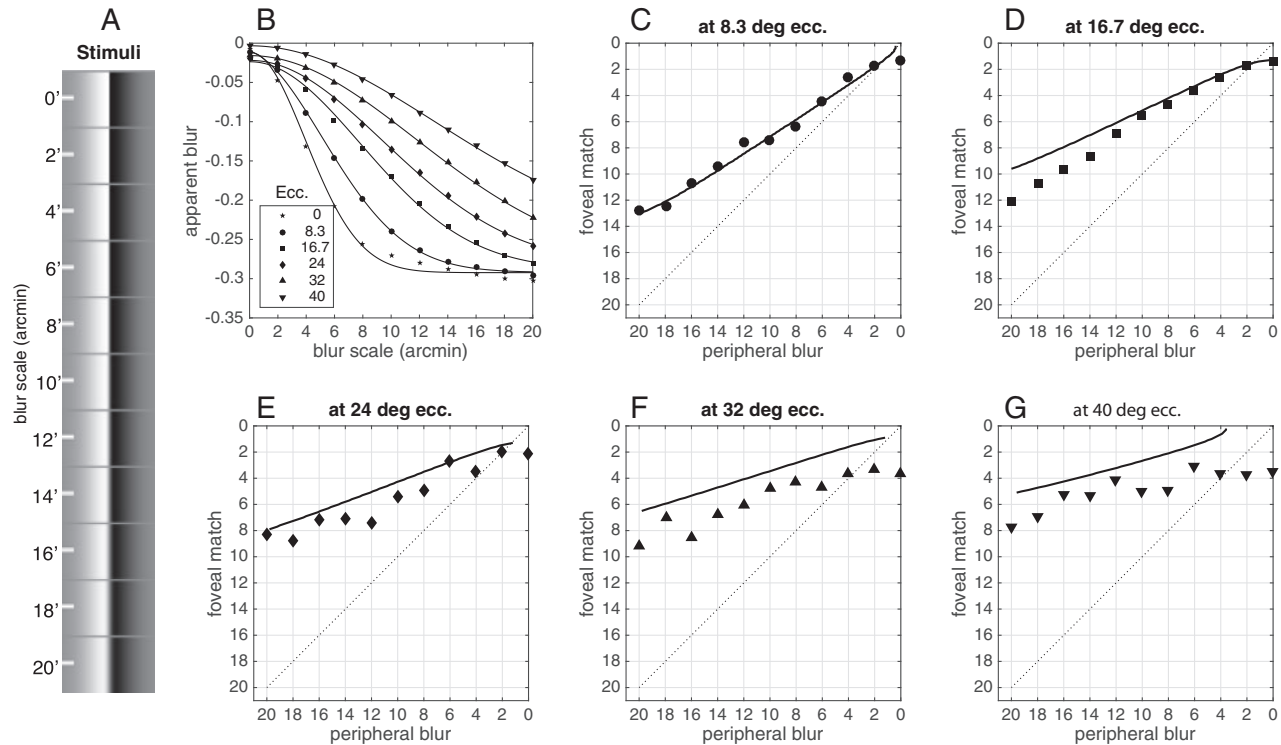 A
Stimuli
blur scale (arcmin)
0'
2'
4'
6'
8'
10'
12'
14'
16'
18'
20'
B
apparent blur
0
-0.05
-0.1
-0.15
-0.2
-0.25
-0.3
-0.35
Ecc.
0
8.3
16.7
24
32
40
0 2 4 6 8 10 12 14 16 18 20
blur scale (arcmin)
C
at 8.3 deg ecc.
foveal match
0
2
4
6
8
10
12
14
16
18
20
20 18 16 14 12 10 8 6 4 2 0
peripheral blur
D
at 16.7 deg ecc.
foveal match
0
2
4
6
8
10
12
14
16
18
20
20 18 16 14 12 10 8 6 4 2 0
peripheral blur
E
at 24 deg ecc.
foveal match
0
2
4
6
8
10
12
14
16
18
20
20 18 16 14 12 10 8 6 4 2 0
peripheral blur
F
at 32 deg ecc.
foveal match
0
2
4
6
8
10
12
14
16
18
20
20 18 16 14 12 10 8 6 4 2 0
peripheral blur
G
at 40 deg ecc.
foveal match
0
2
4
6
8
10
12
14
16
18
20
20 18 16 14 12 10 8 6 4 2 0
peripheral blur